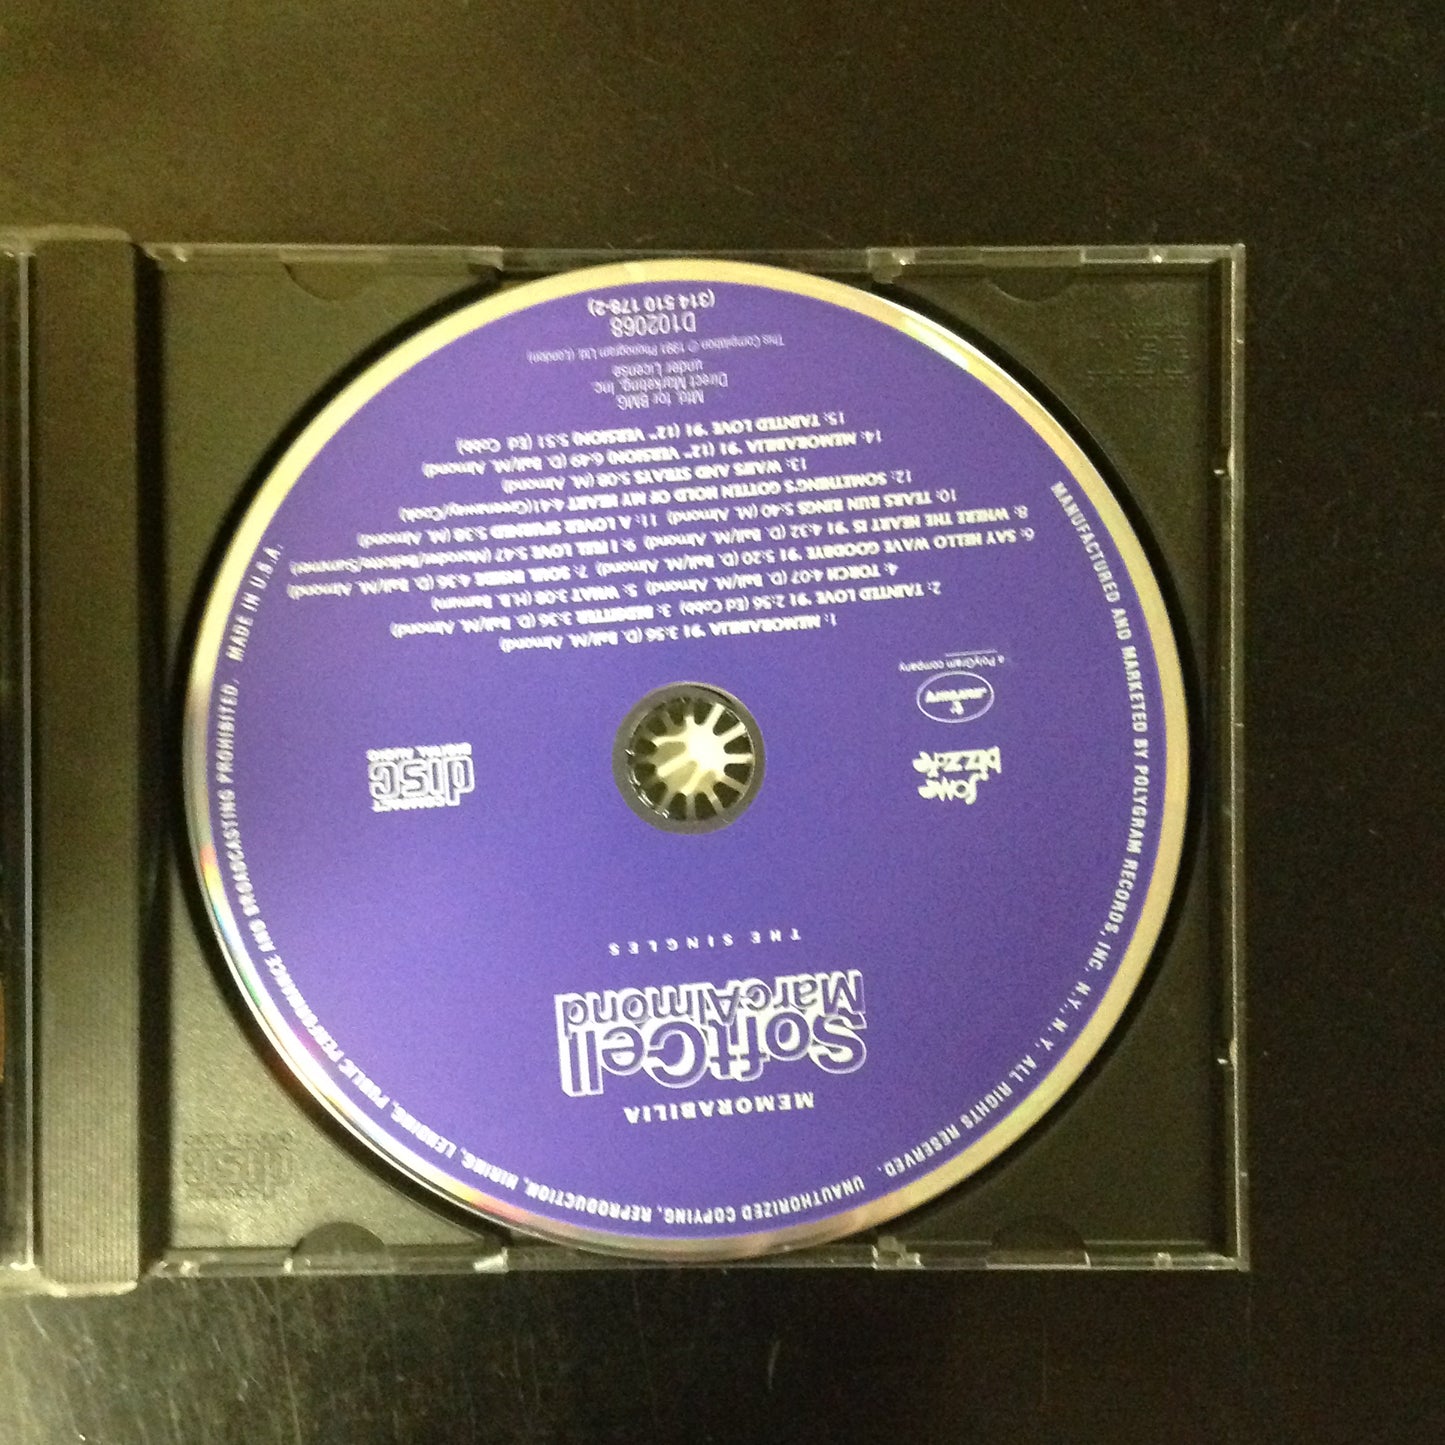 MEMORABILIA
SoftCell
MarcAlmond
THE SINGLES
some
bizzare
mercury
a PolyGram company
COMPACT
disc
DIGITAL AUDIO
1: MEMORABILIA '91 3:56 (D. Ball/M. Almond)
2: TAINTED LOVE '91 2:56 (Ed Cobb) 3: BEDSITTER 3:36 (D. Ball/M. Almond)
4: TORCH 4:07 (D. Ball/M. Almond) 5: WHAT 3:08 (H.B. Barnum)
6: SAY HELLO WAVE GOODBYE '91 5:20 (D. Ball/M. Almond) 7: SOUL INSIDE 4:36 (D. Ball/M. Almond)
8: WHERE THE HEART IS '91 4:32 (D. Ball/M. Almond) 9: I FEEL LOVE 5:47 (Moroder/Bellotte/Summer)
10: TEARS RUN RINGS 5:40 (M. Almond) 11: A LOVER SPURNED 5:38 (M. Almond)
12: SOMETHING'S GOTTEN HOLD OF MY HEART 4:41(Greenaway/Cook)
13: WAIFS AND STRAYS 5:08 (M. Almond)
14: MEMORABILIA '91 (12" VERSION) 6:49 (D. Ball/M. Almond)
15: TAINTED LOVE '91 (12" VERSION) 5:51 (Ed Cobb)
Mfd. for BMG
Direct Marketing, Inc.
under License
This Compilation ℗ 1991 Phonogram Ltd. (London)
D102068
(314 510 178-2)
MANUFACTURED AND MARKETED BY POLYGRAM RECORDS, INC. N.Y., N.Y. ALL RIGHTS RESERVED. UNAUTHORIZED COPYING, REPRODUCTION, HIRING, LENDING, PUBLIC PERFORMANCE AND BROADCASTING PROHIBITED. MADE IN U.S.A.
disc